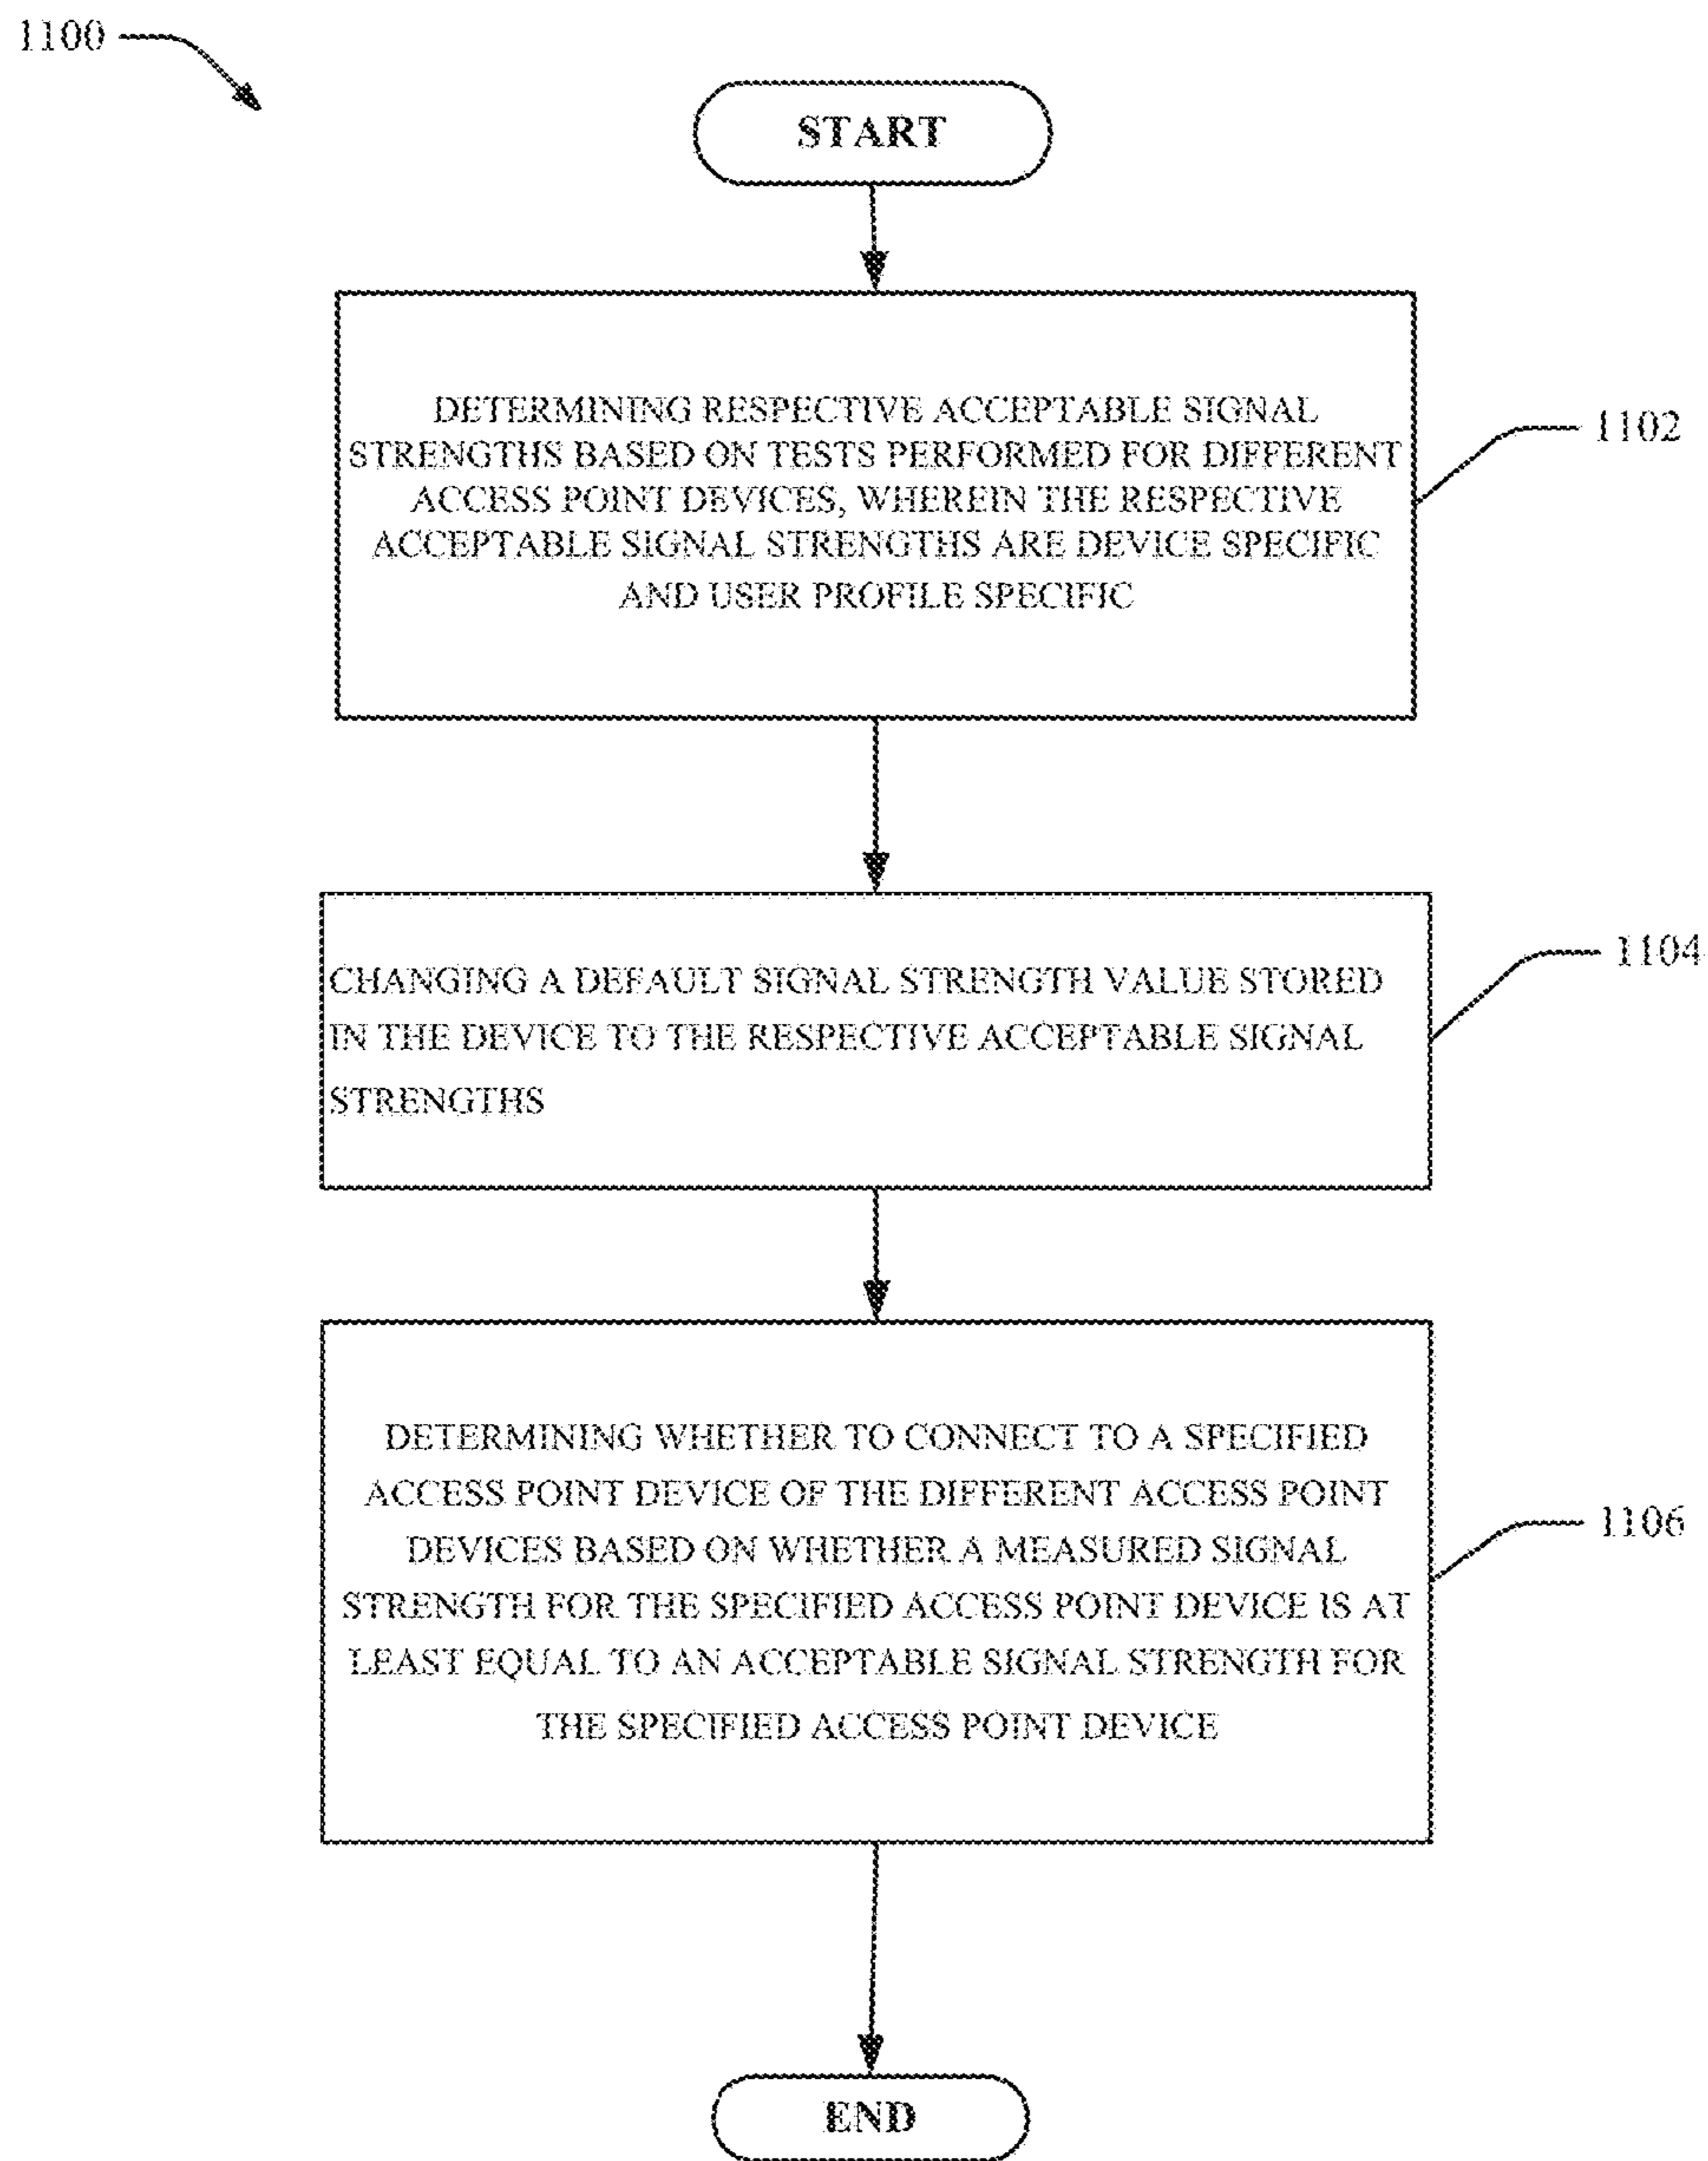 1100
START
DETERMINING RESPECTIVE ACCEPTABLE SIGNAL
STRENGTHS BASED ON TESTS PERFORMED FOR DIFFERENT
ACCESS POINT DEVICES, WHEREIN THE RESPECTIVE
ACCEPTABLE SIGNAL STRENGTHS ARE DEVICE SPECIFIC
AND USER PROFILE SPECIFIC
1102
CHANGING A DEFAULT SIGNAL STRENGTH VALUE STORED
IN THE DEVICE TO THE RESPECTIVE ACCEPTABLE SIGNAL
STRENGTHS
1104
DETERMINING WHETHER TO CONNECT TO A SPECIFIED
ACCESS POINT DEVICE OF THE DIFFERENT ACCESS POINT
DEVICES BASED ON WHETHER A MEASURED SIGNAL
STRENGTH FOR THE SPECIFIED ACCESS POINT DEVICE IS AT
LEAST EQUAL TO AN ACCEPTABLE SIGNAL STRENGTH FOR
THE SPECIFIED ACCESS POINT DEVICE
1106
END